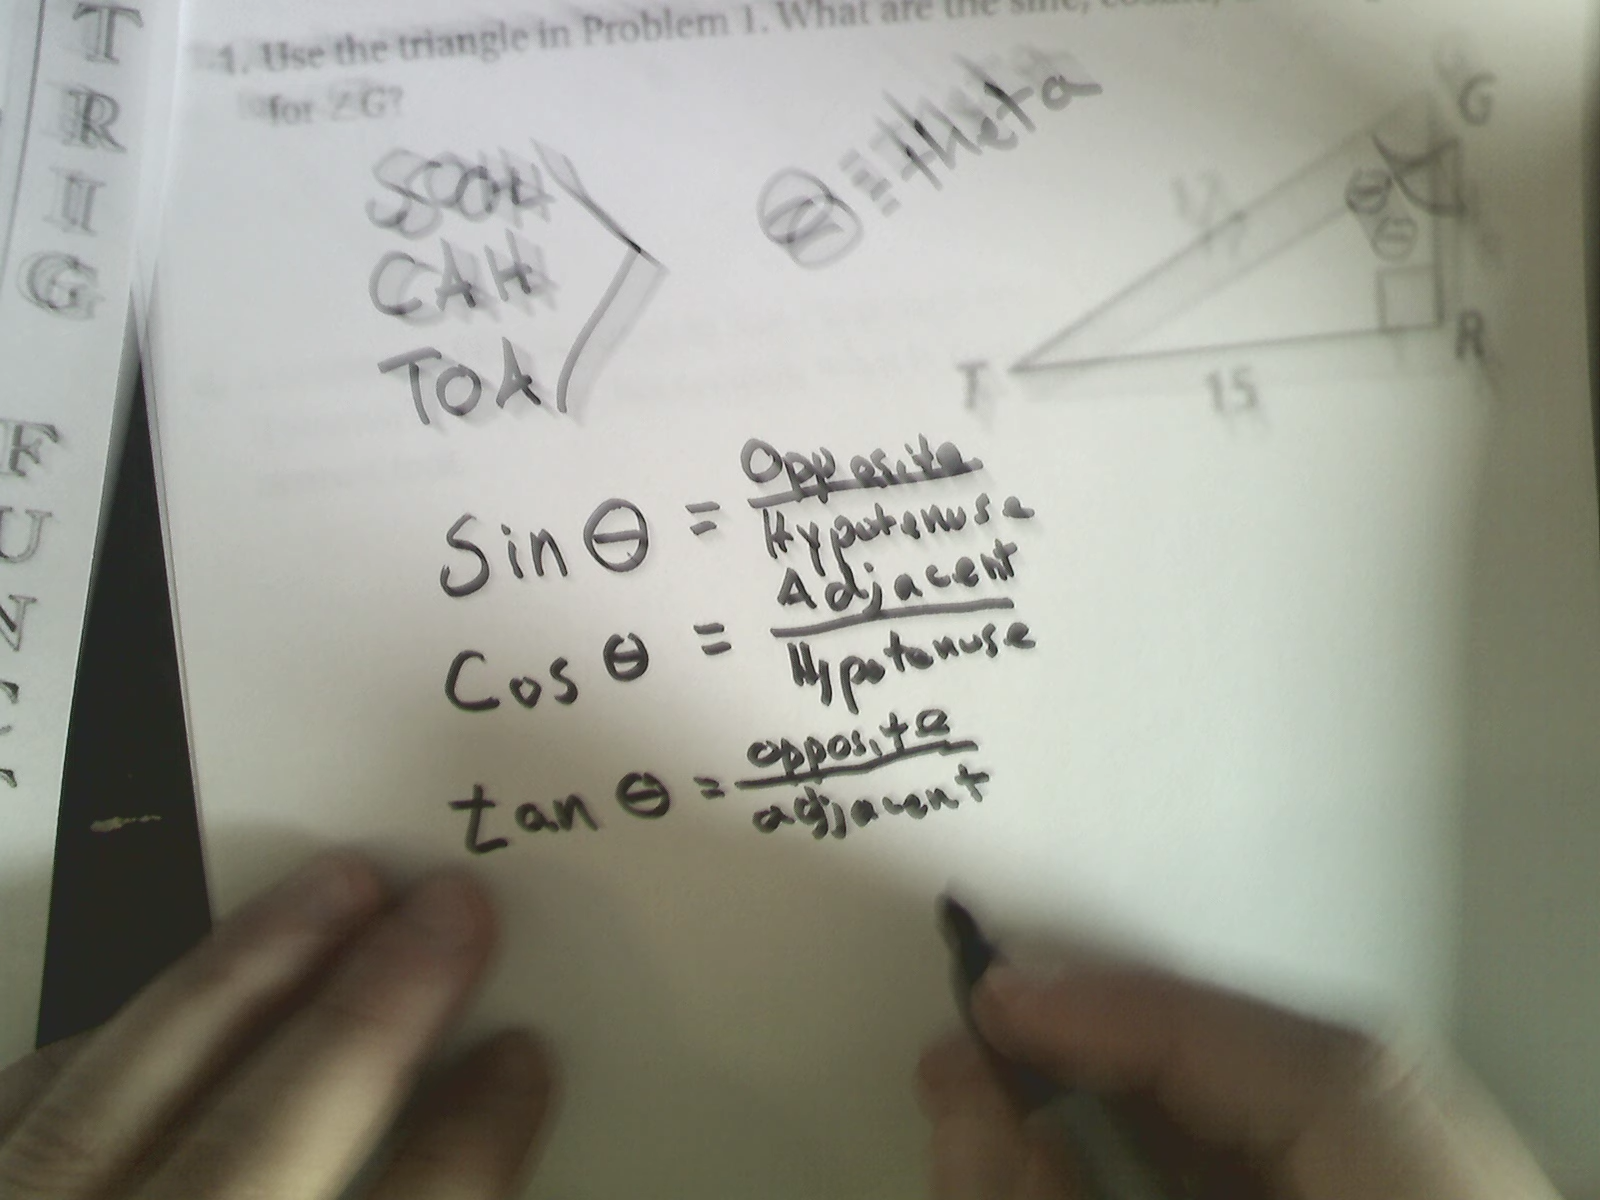 T
R
I
G
F
U
N
1. Use the triangle in Problem 1. What are the sine,
for ∠G?
SOH
CAH
TOA
Θ = theta
G
Θ
T
R
15
Sin Θ = Opposite
Hypotenuse
Cos Θ = Adjacent
Hypotenuse
tan Θ = opposite
adjacent